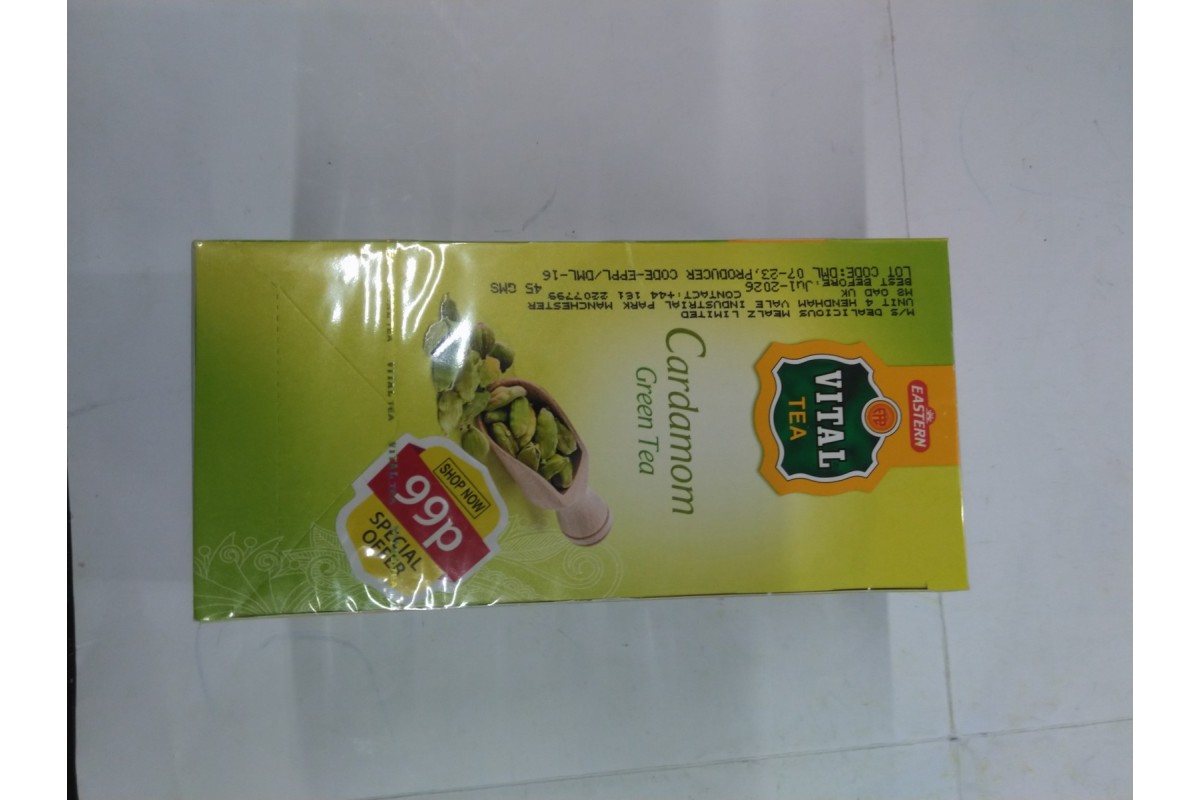 EASTERN
VITAL
TEA
Cardamom
Green Tea
SHOP NOW
99p
SPECIAL
OFFER
M/S DEALICIOUS MEALZ LIMITED
UNIT 4 HENDHAM VALE INDUSTRIAL PARK MANCHESTER
M8 0AD UK CONTACT:+44 161 2207799
BEST BEFORE:Jul-2026 45 GMS
LOT CODE:DML 07-23,PRODUCER CODE-EPPL/DML-16
VITAL TEA